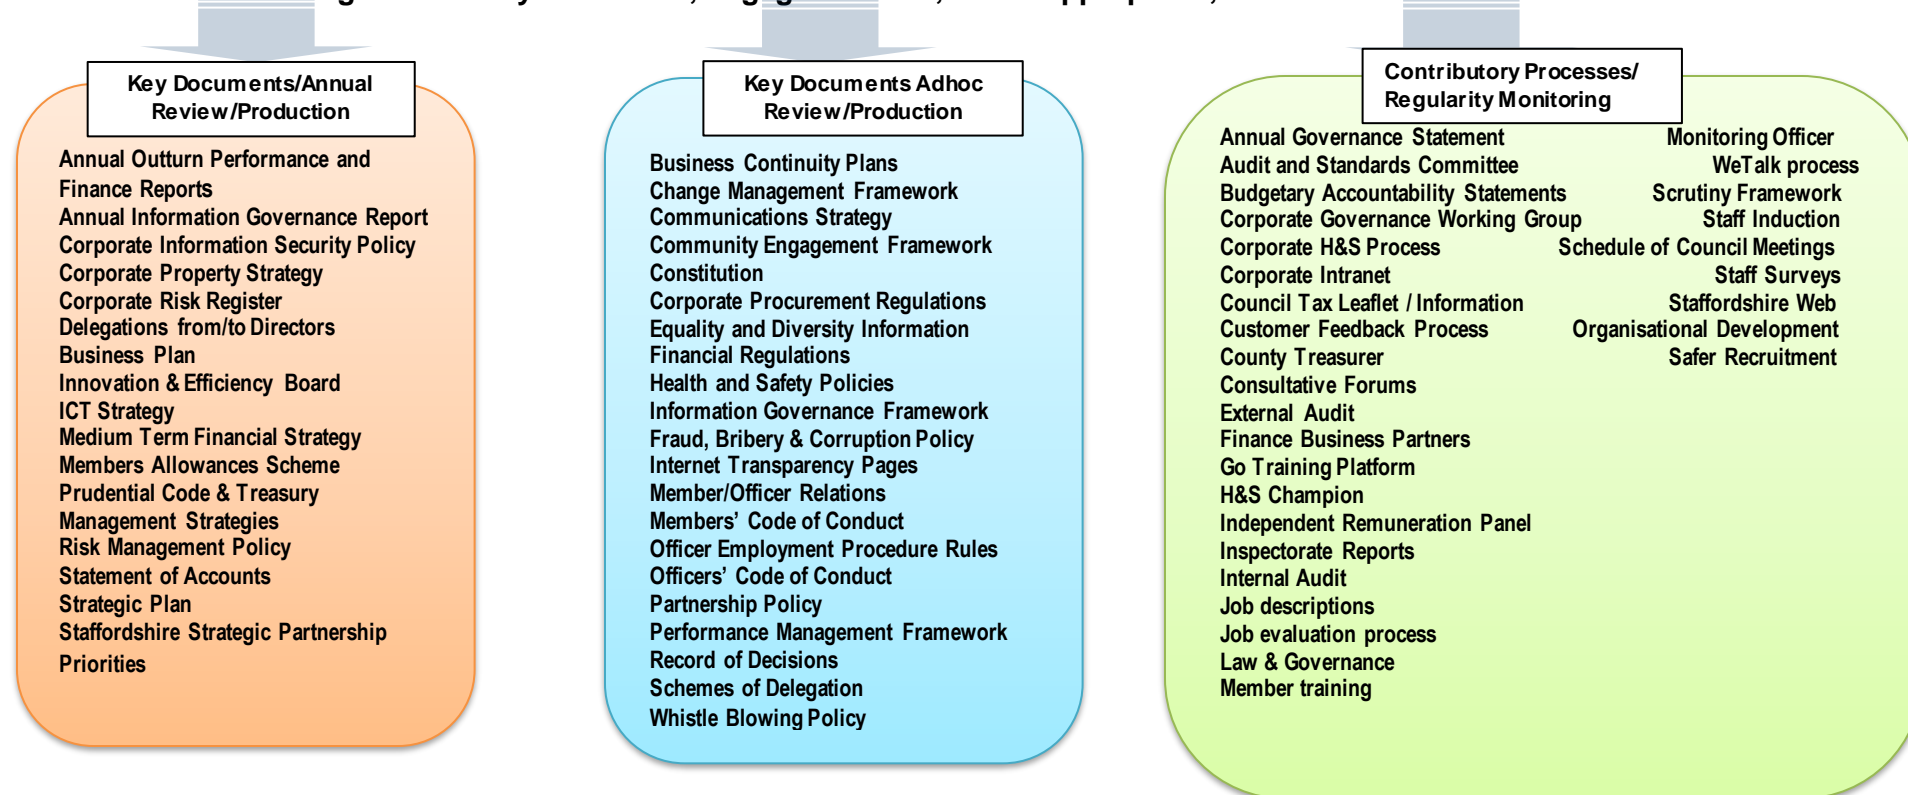 Key Documents/Annual
Review/Production
Annual Outturn Performance and
Finance Reports
Annual Information Governance Report
Corporate Information Security Policy
Corporate Property Strategy
Corporate Risk Register
Delegations from/to Directors
Business Plan
Innovation & Efficiency Board
ICT Strategy
Medium Term Financial Strategy
Members Allowances Scheme
Prudential Code & Treasury
Management Strategies
Risk Management Policy
Statement of Accounts
Strategic Plan
Staffordshire Strategic Partnership
Priorities
Key Documents Adhoc
Review/Production
Business Continuity Plans
Change Management Framework
Communications Strategy
Community Engagement Framework
Constitution
Corporate Procurement Regulations
Equality and Diversity Information
Financial Regulations
Health and Safety Policies
Information Governance Framework
Fraud, Bribery & Corruption Policy
Internet Transparency Pages
Member/Officer Relations
Members' Code of Conduct
Officer Employment Procedure Rules
Officers' Code of Conduct
Partnership Policy
Performance Management Framework
Record of Decisions
Schemes of Delegation
Whistle Blowing Policy
Contributory Processes/
Regularity Monitoring
Annual Governance Statement Monitoring Officer
Audit and Standards Committee WeTalk process
Budgetary Accountability Statements Scrutiny Framework
Corporate Governance Working Group Staff Induction
Corporate H&S Process Schedule of Council Meetings
Corporate Intranet Staff Surveys
Council Tax Leaflet / Information Staffordshire Web
Customer Feedback Process Organisational Development
County Treasurer Safer Recruitment
Consultative Forums
External Audit
Finance Business Partners
Go Training Platform
H&S Champion
Independent Remuneration Panel
Inspectorate Reports
Internal Audit
Job descriptions
Job evaluation process
Law & Governance
Member training